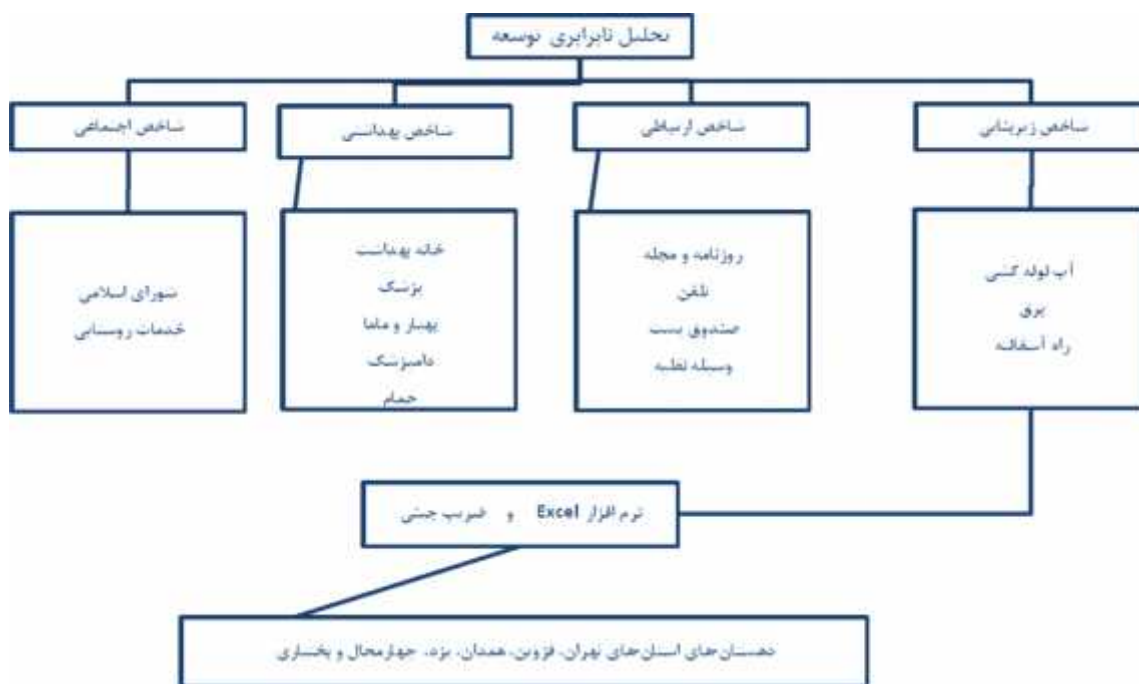 تحلیل نابرابری توسعه
شاخص زیربنایی
شاخص ارتباطی
شاخص بهداشتی
شاخص اجتماعی
آب لوله کشی
برق
راه آسفالته
روزنامه و مجله
تلفن
صندوق پست
وسیله نقلیه
خانه بهداشت
پزشک
بهیار و ماما
دامپزشک
حمام
شورای اسلامی
خدمات روستایی
نرم افزار Excel و ضریب جینی
دهستان‌های استان‌های تهران، قزوین، همدان، یزد، چهارمحال و بختیاری